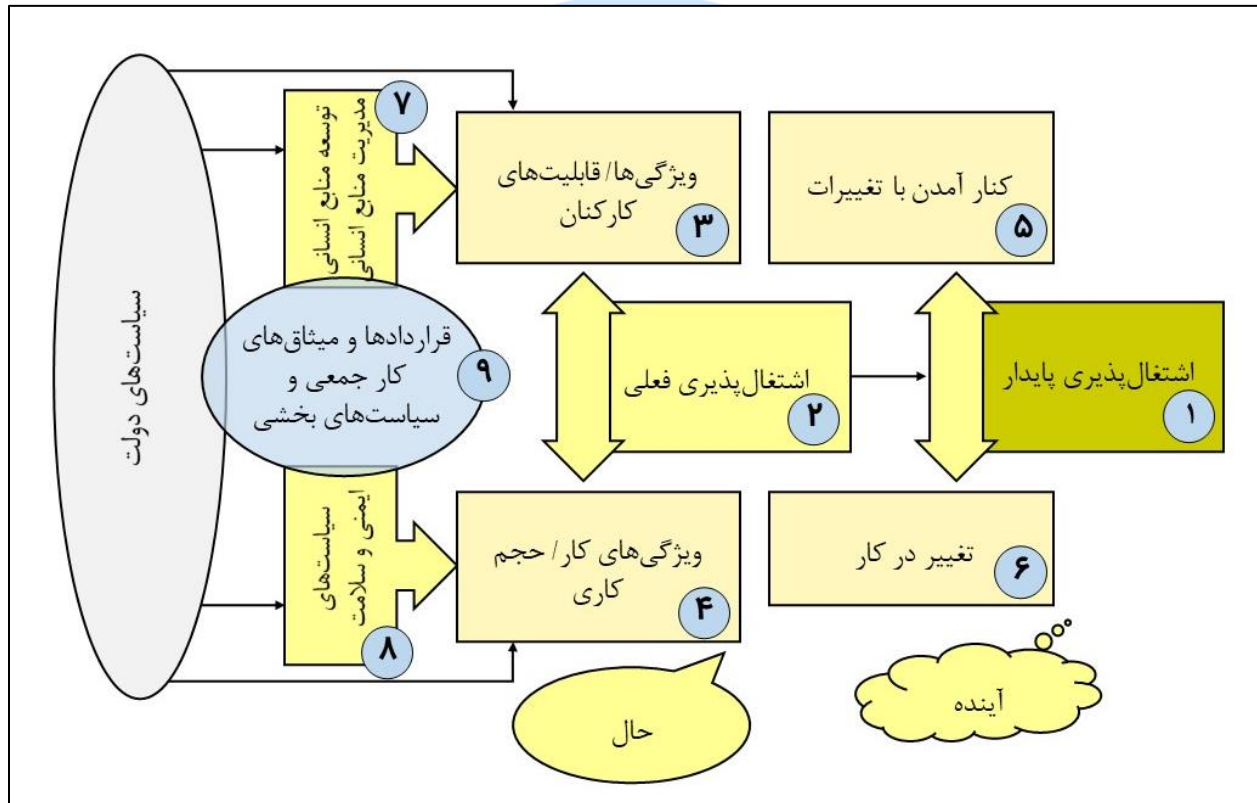 سیاست‌های دولت
توسعه منابع انسانی
مدیریت منابع انسانی
۷
ویژگی‌ها/ قابلیت‌های
کارکنان
۳
کنار آمدن با تغییرات
۵
قراردادها و میثاق‌های
کار جمعی و
سیاست‌های بخشی
۹
اشتغال‌پذیری فعلی
۲
اشتغال‌پذیری پایدار
۱
سیاست‌های
ایمنی و سلامت
۸
ویژگی‌های کار/ حجم
کاری
۴
تغییر در کار
۶
حال
آینده